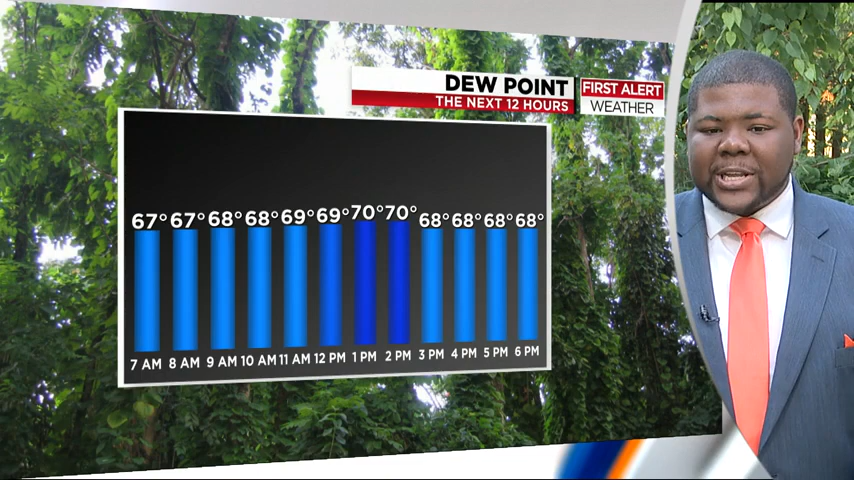 DEW POINT
THE NEXT 12 HOURS
FIRST ALERT
WEATHER
67° 67° 68° 68° 69° 69° 70° 70° 68° 68° 68° 68°
7 AM 8 AM 9 AM 10 AM 11 AM 12 PM 1 PM 2 PM 3 PM 4 PM 5 PM 6 PM